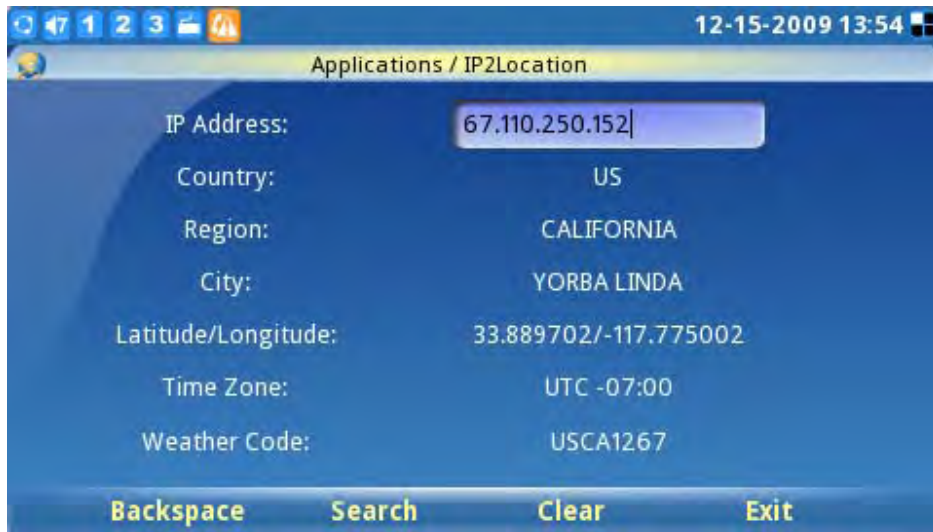 7 1 2 3 12-15-2009 13:54
Applications / IP2Location
IP Address: 67.110.250.152
Country: US
Region: CALIFORNIA
City: YORBA LINDA
Latitude/Longitude: 33.889702/-117.775002
Time Zone: UTC -07:00
Weather Code: USCA1267
Backspace Search Clear Exit